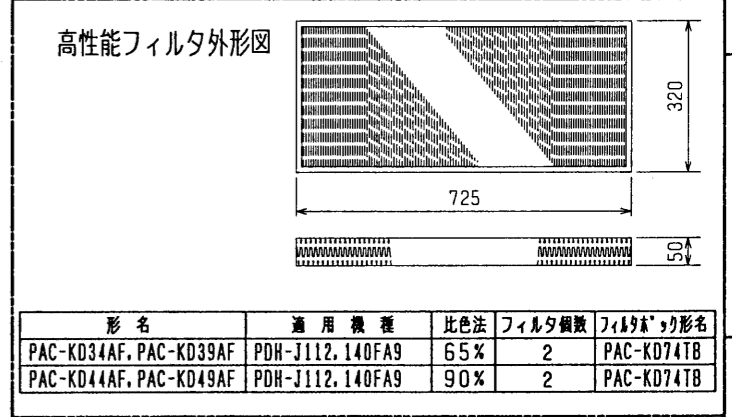 高性能フィルタ外形図
320
725
50
形名 適用機種 比色法 フィルタ個数 フィルタボック形名
PAC-KD34AF, PAC-KD39AF PDH-J112, 140FA9 65% 2 PAC-KD74TB
PAC-KD44AF, PAC-KD49AF PDH-J112, 140FA9 90% 2 PAC-KD74TB